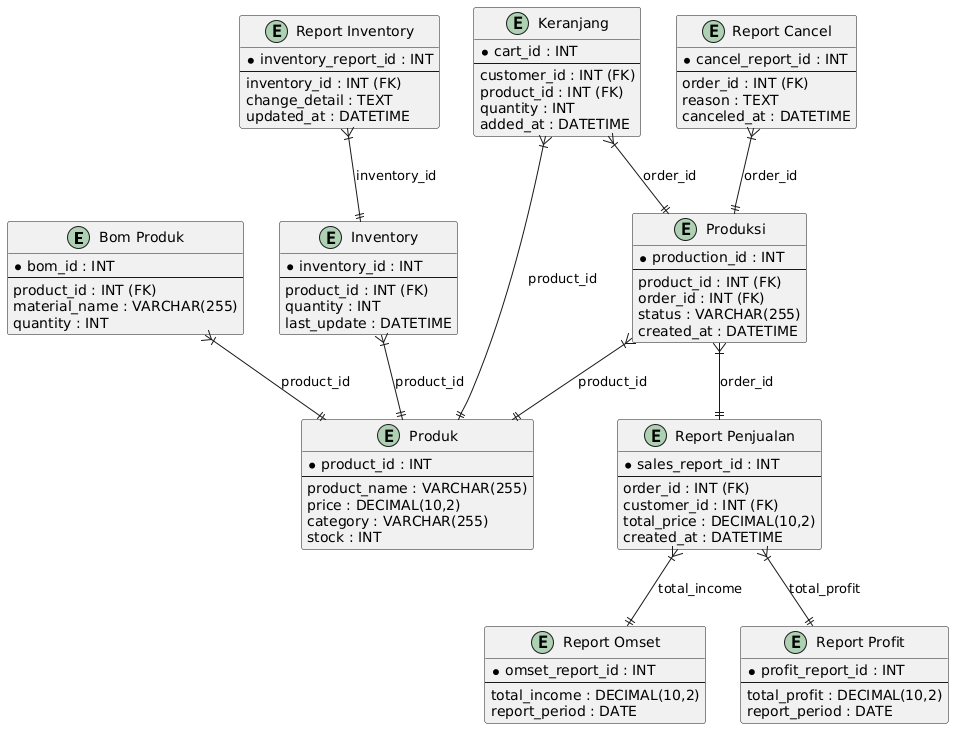 E Report Inventory
* inventory_report_id : INT
inventory_id : INT (FK)
change_detail : TEXT
updated_at : DATETIME
E Keranjang
* cart_id : INT
customer_id : INT (FK)
product_id : INT (FK)
quantity : INT
added_at : DATETIME
E Report Cancel
* cancel_report_id : INT
order_id : INT (FK)
reason : TEXT
canceled_at : DATETIME
inventory_id
order_id
order_id
E Bom Produk
* bom_id : INT
product_id : INT (FK)
material_name : VARCHAR(255)
quantity : INT
E Inventory
* inventory_id : INT
product_id : INT (FK)
quantity : INT
last_update : DATETIME
product_id
E Produksi
* production_id : INT
product_id : INT (FK)
order_id : INT (FK)
status : VARCHAR(255)
created_at : DATETIME
product_id
product_id
product_id
order_id
E Produk
* product_id : INT
product_name : VARCHAR(255)
price : DECIMAL(10,2)
category : VARCHAR(255)
stock : INT
E Report Penjualan
* sales_report_id : INT
order_id : INT (FK)
customer_id : INT (FK)
total_price : DECIMAL(10,2)
created_at : DATETIME
total_income
total_profit
E Report Omset
* omset_report_id : INT
total_income : DECIMAL(10,2)
report_period : DATE
E Report Profit
* profit_report_id : INT
total_profit : DECIMAL(10,2)
report_period : DATE